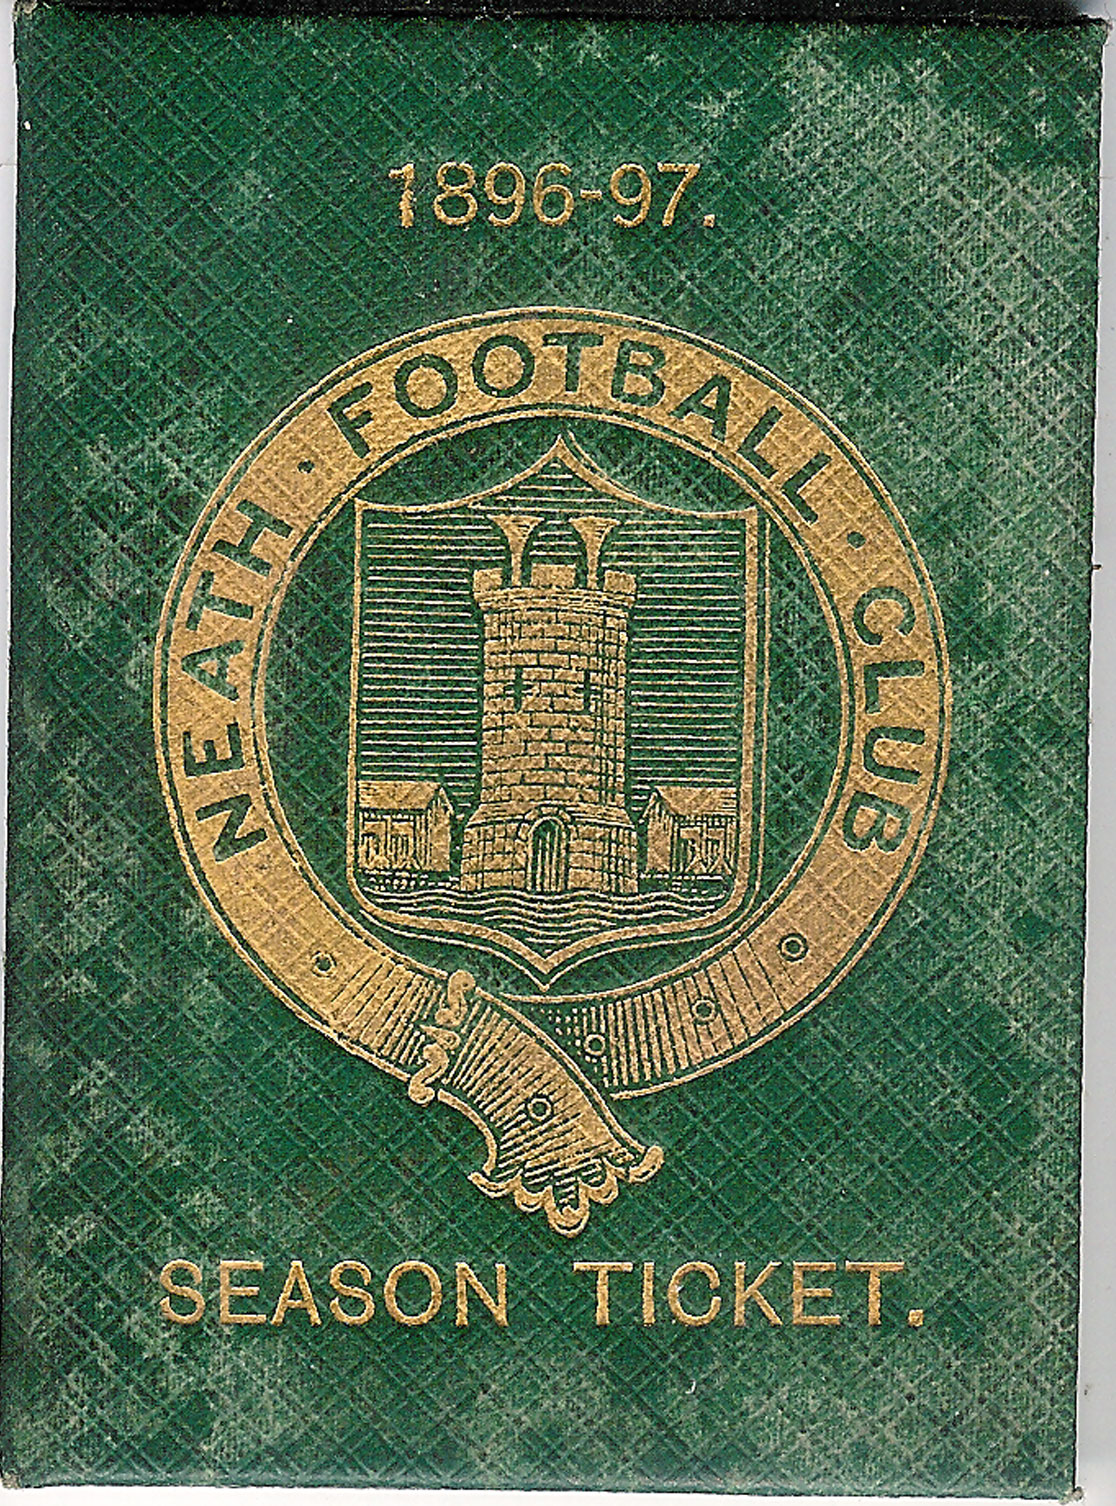 1896-97.
NEATH · FOOTBALL · CLUB
SEASON TICKET.